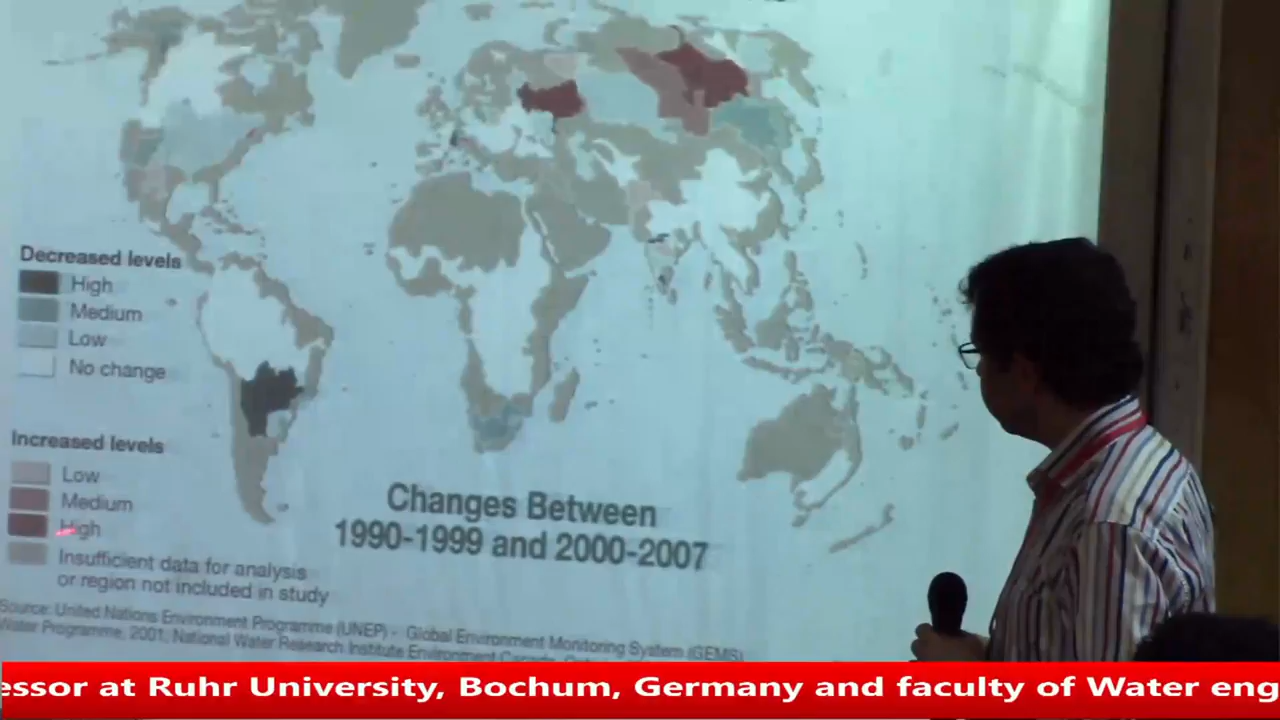 Decreased levels
High
Medium
Low
No change
Increased levels
Low
Medium
High
Insufficient data for analysis
or region not included in study
Changes Between
1990-1999 and 2000-2007
Source: United Nations Environment Programme (UNEP) - Global Environment Monitoring System (GEMS)
Water Programme, 2001; National Water Research Institute Environment Canada,
essor at Ruhr University, Bochum, Germany and faculty of Water eng